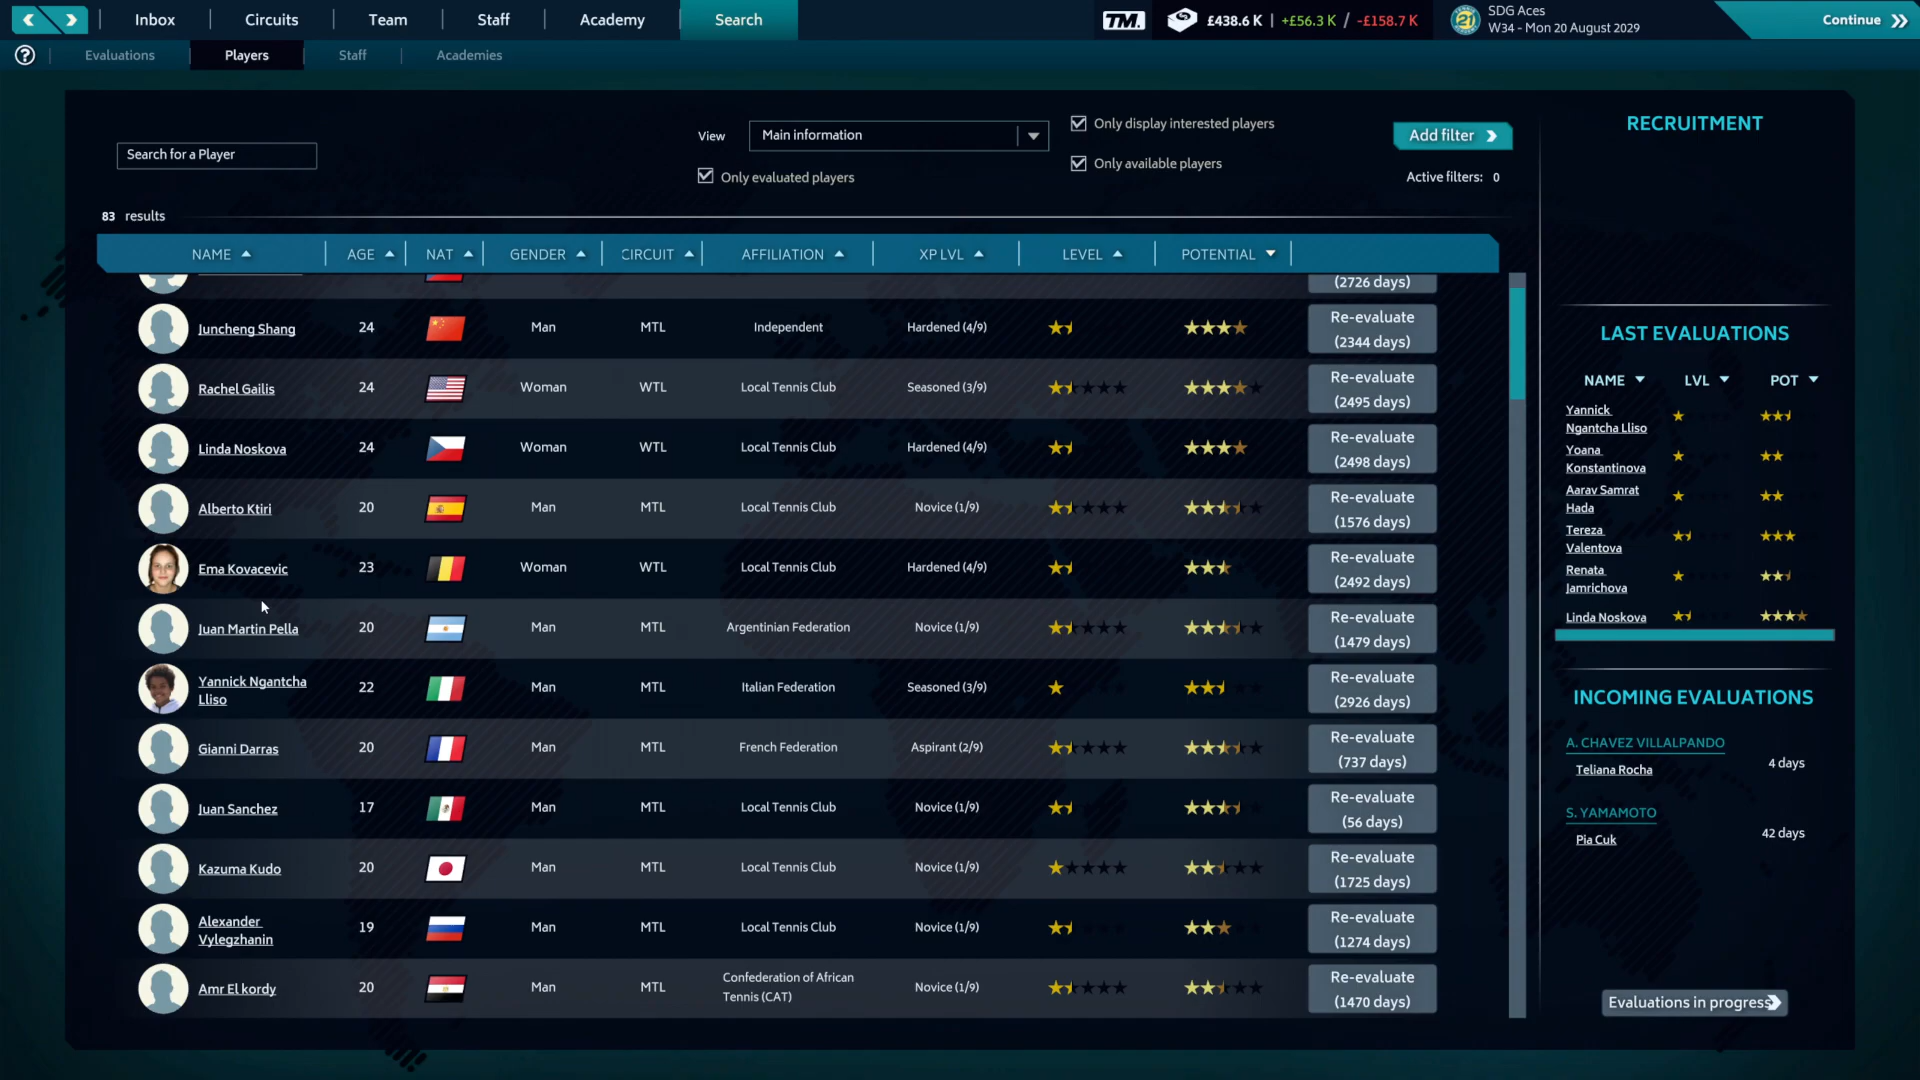 Inbox
Circuits
Team
Staff
Academy
Search
TM.
£438.6 K | +£56.3 K / -£158.7 K
21
SDG Aces
W34 - Mon 20 August 2029
Continue
?
Evaluations
Players
Staff
Academies
Search for a Player
View
Main information
Only evaluated players
Only display interested players
Only available players
Add filter
Active filters: 0
83 results
NAME AGE NAT GENDER CIRCUIT AFFILIATION XP LVL LEVEL POTENTIAL
(2726 days)
Juncheng Shang 24 Man MTL Independent Hardened (4/9) Re-evaluate
(2344 days)
Rachel Gailis 24 Woman WTL Local Tennis Club Seasoned (3/9) Re-evaluate
(2495 days)
Linda Noskova 24 Woman WTL Local Tennis Club Hardened (4/9) Re-evaluate
(2498 days)
Alberto Ktiri 20 Man MTL Local Tennis Club Novice (1/9) Re-evaluate
(1576 days)
Ema Kovacevic 23 Woman WTL Local Tennis Club Hardened (4/9) Re-evaluate
(2492 days)
Juan Martin Pella 20 Man MTL Argentinian Federation Novice (1/9) Re-evaluate
(1479 days)
Yannick Ngantcha
Lliso 22 Man MTL Italian Federation Seasoned (3/9) Re-evaluate
(2926 days)
Gianni Darras 20 Man MTL French Federation Aspirant (2/9) Re-evaluate
(737 days)
Juan Sanchez 17 Man MTL Local Tennis Club Novice (1/9) Re-evaluate
(56 days)
Kazuma Kudo 20 Man MTL Local Tennis Club Novice (1/9) Re-evaluate
(1725 days)
Alexander
Vylegzhanin 19 Man MTL Local Tennis Club Novice (1/9) Re-evaluate
(1274 days)
Amr El kordy 20 Man MTL Confederation of African
Tennis (CAT) Novice (1/9) Re-evaluate
(1470 days)
RECRUITMENT
LAST EVALUATIONS
NAME LVL POT
Yannick
Ngantcha Lliso
Yoana
Konstantinova
Aarav Samrat
Hada
Tereza
Valentova
Renata
Jamrichova
Linda Noskova
INCOMING EVALUATIONS
A. CHAVEZ VILLALPANDO
Teliana Rocha
4 days
S. YAMAMOTO
Pia Cuk
42 days
Evaluations in progress